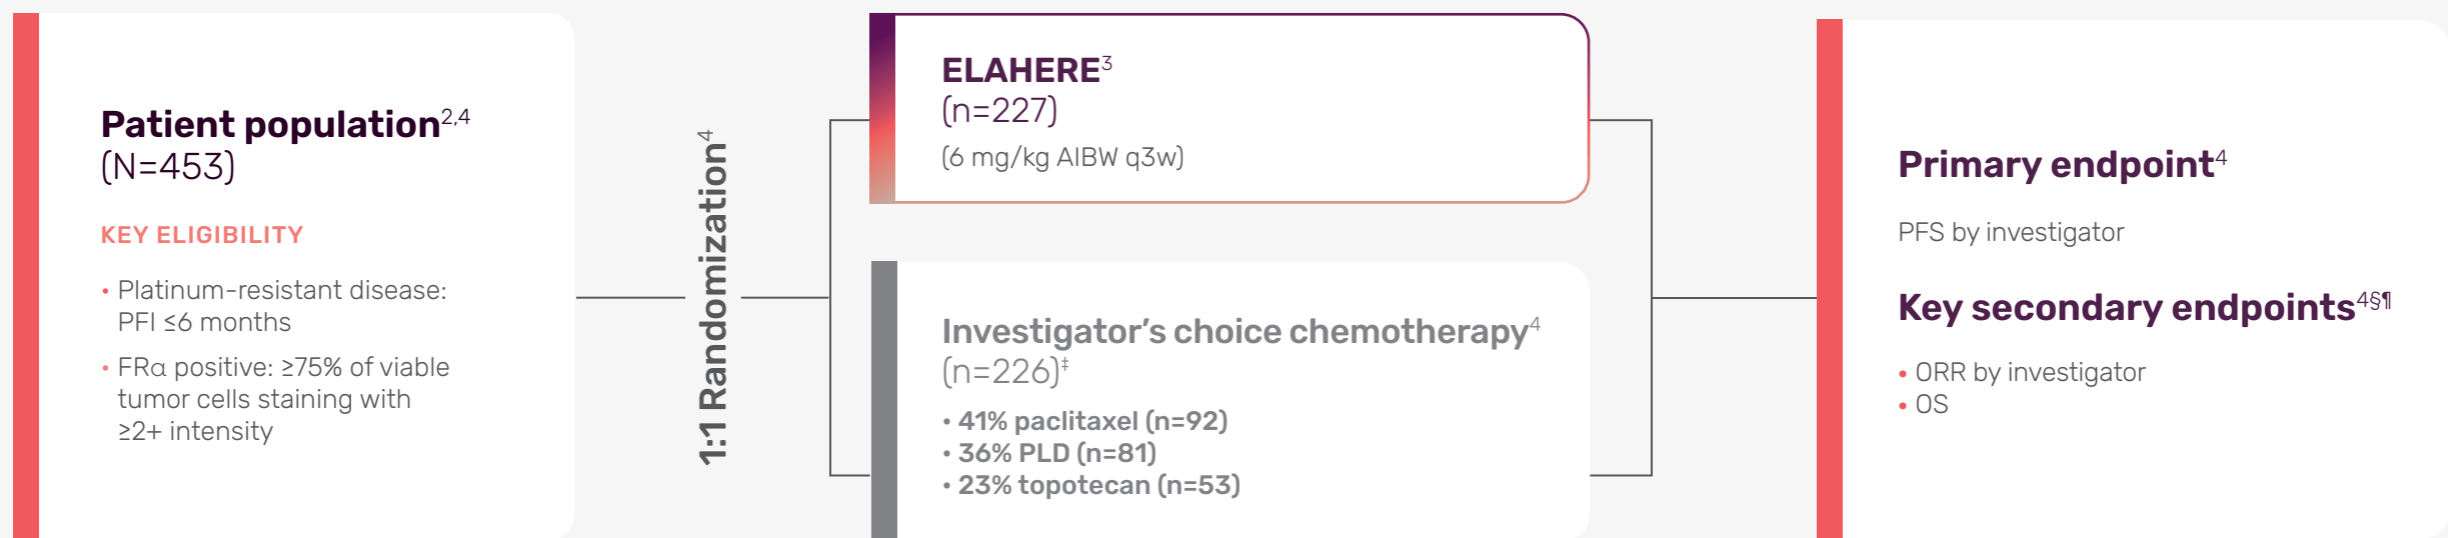 Patient population2,4
(N=453)
KEY ELIGIBILITY
• Platinum-resistant disease:
PFI ≤6 months
• FRα positive: ≥75% of viable
tumor cells staining with
≥2+ intensity
1:1 Randomization4
ELAHERE3
(n=227)
(6 mg/kg AIBW q3w)
Investigator's choice chemotherapy4
(n=226)‡
• 41% paclitaxel (n=92)
• 36% PLD (n=81)
• 23% topotecan (n=53)
Primary endpoint4
PFS by investigator
Key secondary endpoints4§¶
• ORR by investigator
• OS